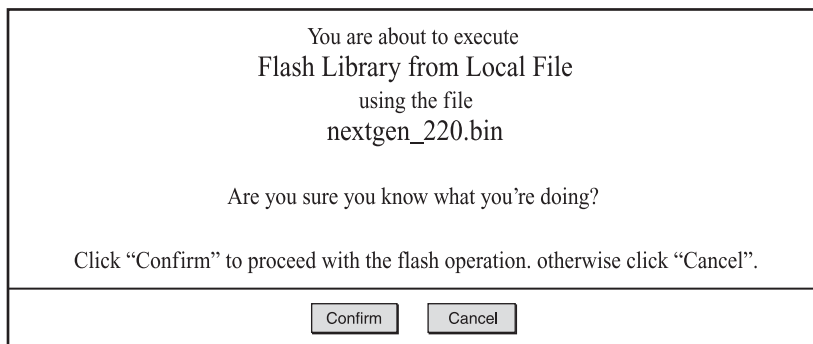 You are about to execute
Flash Library from Local File
using the file
nextgen_220.bin
Are you sure you know what you’re doing?
Click “Confirm” to proceed with the flash operation. otherwise click “Cancel”.
Confirm Cancel